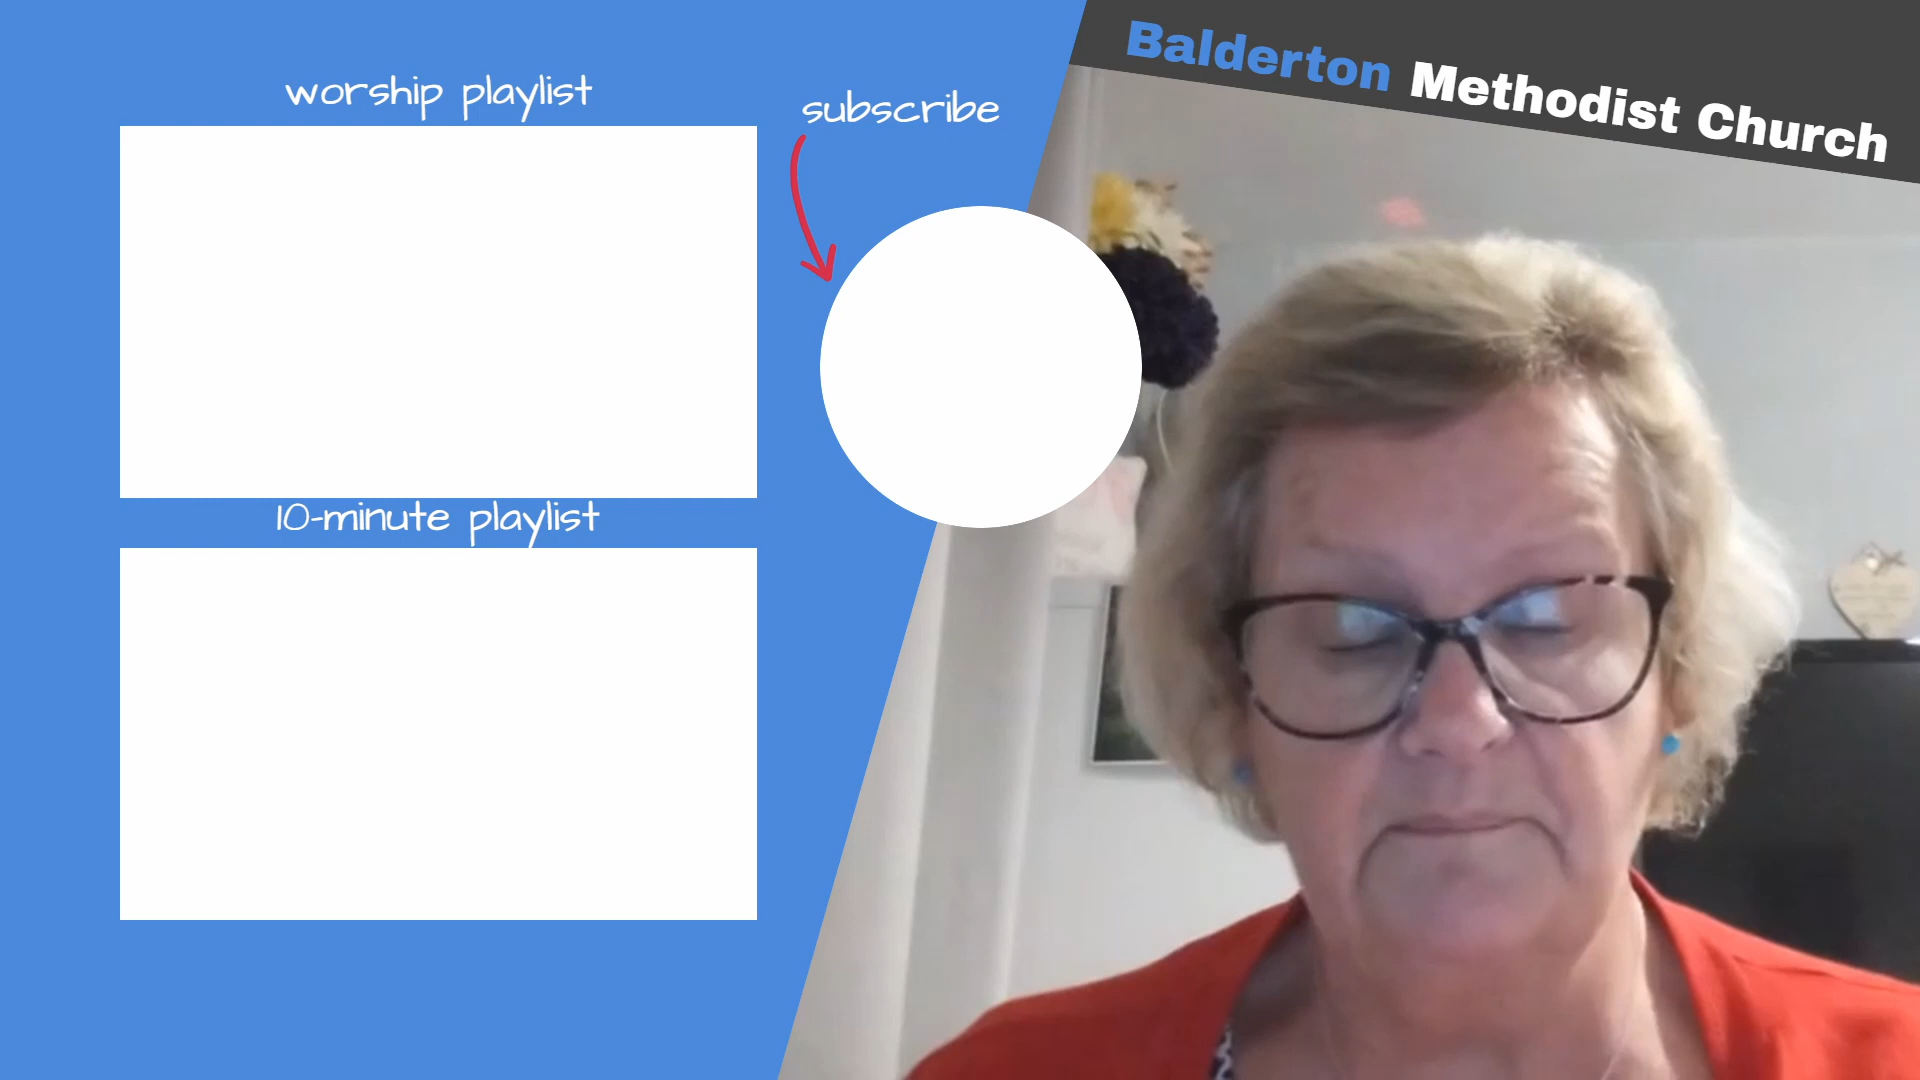 Balderton Methodist Church
worship playlist
subscribe
10-minute playlist